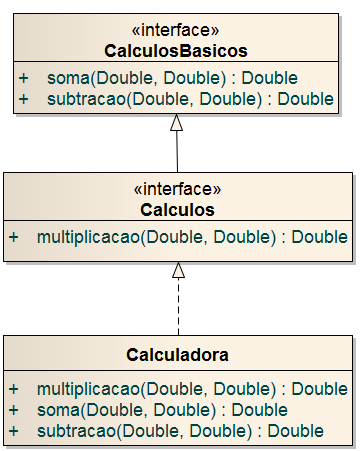 «interface»
CalculosBasicos
+ soma(Double, Double) : Double
+ subtracao(Double, Double) : Double
«interface»
Calculos
+ multiplicacao(Double, Double) : Double
Calculadora
+ multiplicacao(Double, Double) : Double
+ soma(Double, Double) : Double
+ subtracao(Double, Double) : Double